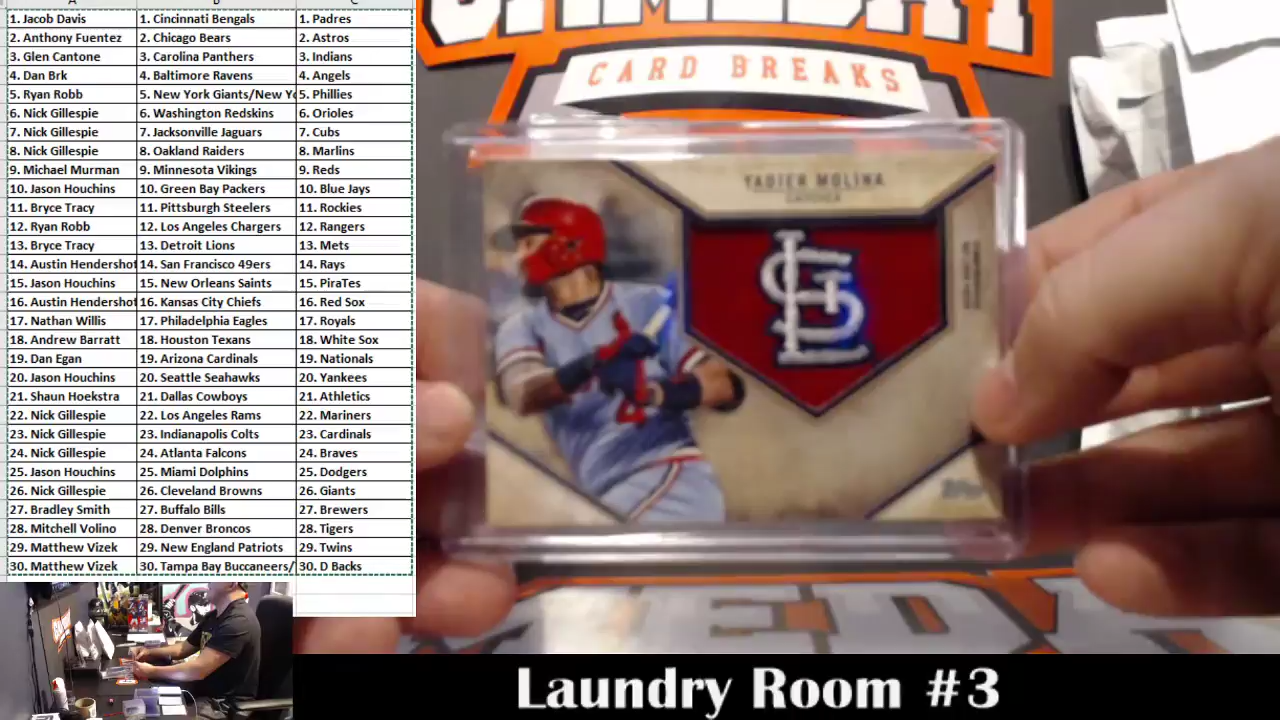 1. Jacob Davis 1. Cincinnati Bengals 1. Padres
2. Anthony Fuentez 2. Chicago Bears 2. Astros
3. Glen Cantone 3. Carolina Panthers 3. Indians
4. Dan Brk 4. Baltimore Ravens 4. Angels
5. Ryan Robb 5. New York Giants/New Yo 5. Phillies
6. Nick Gillespie 6. Washington Redskins 6. Orioles
7. Nick Gillespie 7. Jacksonville Jaguars 7. Cubs
8. Nick Gillespie 8. Oakland Raiders 8. Marlins
9. Michael Murman 9. Minnesota Vikings 9. Reds
10. Jason Houchins 10. Green Bay Packers 10. Blue Jays
11. Bryce Tracy 11. Pittsburgh Steelers 11. Rockies
12. Ryan Robb 12. Los Angeles Chargers 12. Rangers
13. Bryce Tracy 13. Detroit Lions 13. Mets
14. Austin Hendershot 14. San Francisco 49ers 14. Rays
15. Jason Houchins 15. New Orleans Saints 15. PiraTes
16. Austin Hendershot 16. Kansas City Chiefs 16. Red Sox
17. Nathan Willis 17. Philadelphia Eagles 17. Royals
18. Andrew Barratt 18. Houston Texans 18. White Sox
19. Dan Egan 19. Arizona Cardinals 19. Nationals
20. Jason Houchins 20. Seattle Seahawks 20. Yankees
21. Shaun Hoekstra 21. Dallas Cowboys 21. Athletics
22. Nick Gillespie 22. Los Angeles Rams 22. Mariners
23. Nick Gillespie 23. Indianapolis Colts 23. Cardinals
24. Nick Gillespie 24. Atlanta Falcons 24. Braves
25. Jason Houchins 25. Miami Dolphins 25. Dodgers
26. Nick Gillespie 26. Cleveland Browns 26. Giants
27. Bradley Smith 27. Buffalo Bills 27. Brewers
28. Mitchell Volino 28. Denver Broncos 28. Tigers
29. Matthew Vizek 29. New England Patriots 29. Twins
30. Matthew Vizek 30. Tampa Bay Buccaneers/ 30. D Backs
GAMEDAY
CARD BREAKS
YADIER MOLINA
CATCHER
STL
4
Topps
Laundry Room #3